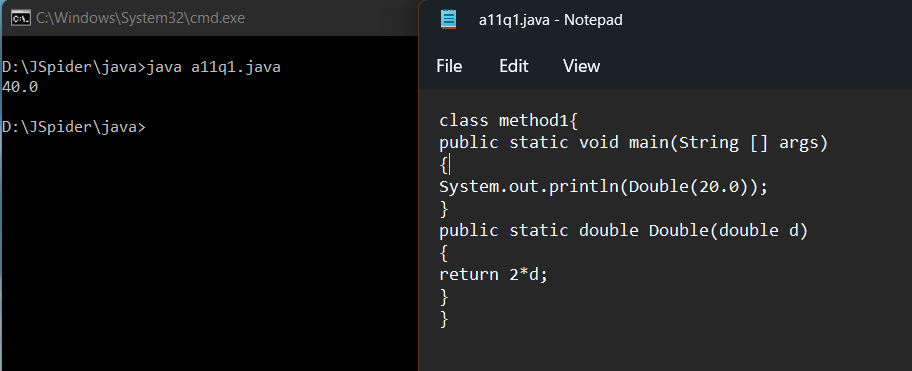 C:\Windows\System32\cmd.exe
D:\JSpider\java>java a11q1.java
40.0
D:\JSpider\java>
a11q1.java - Notepad
File Edit View
class method1{
public static void main(String [] args)
{
System.out.println(Double(20.0));
}
public static double Double(double d)
{
return 2*d;
}
}